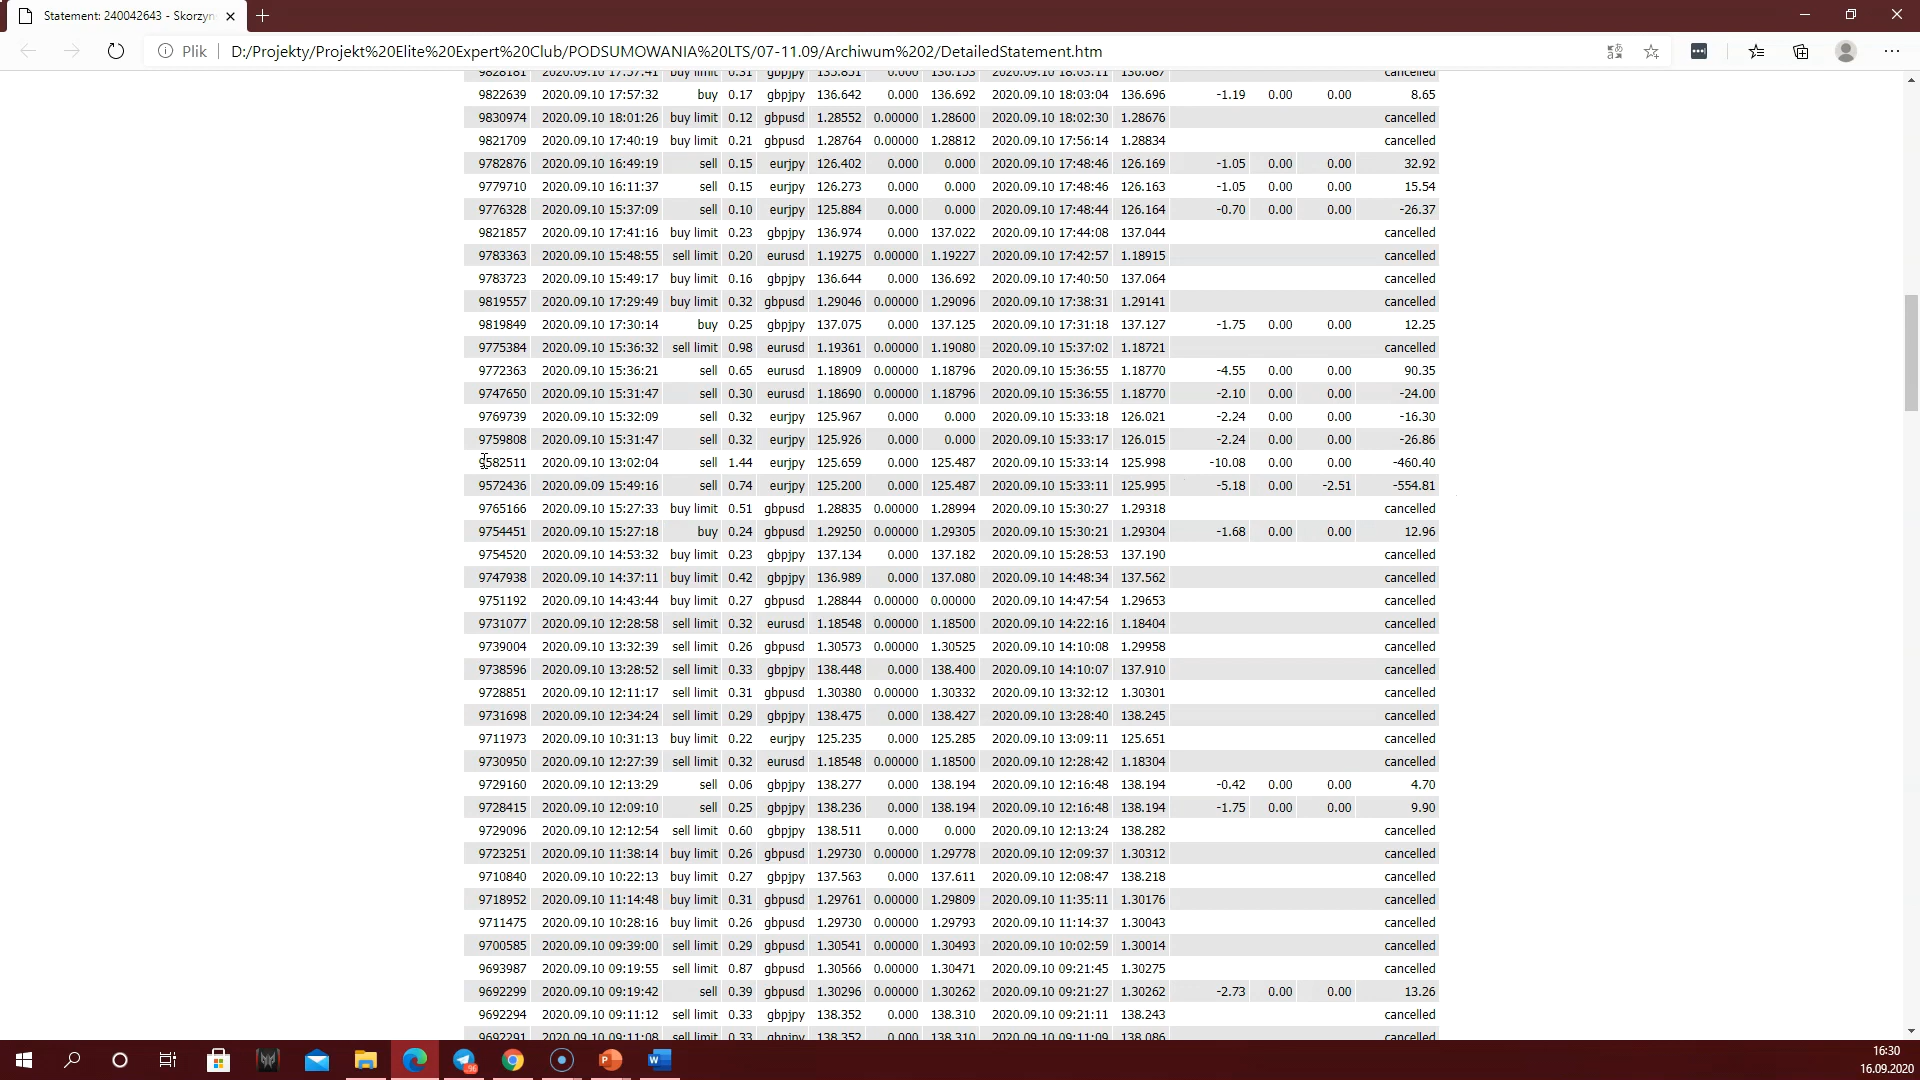 Statement: 240042643 - Skorzyn
Plik D:/Projekty/Projekt%20Elite%20Expert%20Club/PODSUMOWANIA%20LTS/07-11.09/Archiwum%202/DetailedStatement.htm
9828181 2020.09.10 17:57:41 buy limit 0.31 gbpjpy 135.851 0.000 136.153 2020.09.10 18:03:11 136.687 cancelled
9822639 2020.09.10 17:57:32 buy 0.17 gbpjpy 136.642 0.000 136.692 2020.09.10 18:03:04 136.696 -1.19 0.00 0.00 8.65
9830974 2020.09.10 18:01:26 buy limit 0.12 gbpusd 1.28552 0.00000 1.28600 2020.09.10 18:02:30 1.28676 cancelled
9821709 2020.09.10 17:40:19 buy limit 0.21 gbpusd 1.28764 0.00000 1.28812 2020.09.10 17:56:14 1.28834 cancelled
9782876 2020.09.10 16:49:19 sell 0.15 eurjpy 126.402 0.000 0.000 2020.09.10 17:48:46 126.169 -1.05 0.00 0.00 32.92
9779710 2020.09.10 16:11:37 sell 0.15 eurjpy 126.273 0.000 0.000 2020.09.10 17:48:46 126.163 -1.05 0.00 0.00 15.54
9776328 2020.09.10 15:37:09 sell 0.10 eurjpy 125.884 0.000 0.000 2020.09.10 17:48:44 126.164 -0.70 0.00 0.00 -26.37
9821857 2020.09.10 17:41:16 buy limit 0.23 gbpjpy 136.974 0.000 137.022 2020.09.10 17:44:08 137.044 cancelled
9783363 2020.09.10 15:48:55 sell limit 0.20 eurusd 1.19275 0.00000 1.19227 2020.09.10 17:42:57 1.18915 cancelled
9783723 2020.09.10 15:49:17 buy limit 0.16 gbpjpy 136.644 0.000 136.692 2020.09.10 17:40:50 137.064 cancelled
9819557 2020.09.10 17:29:49 buy limit 0.32 gbpusd 1.29046 0.00000 1.29096 2020.09.10 17:38:31 1.29141 cancelled
9819849 2020.09.10 17:30:14 buy 0.25 gbpjpy 137.075 0.000 137.125 2020.09.10 17:31:18 137.127 -1.75 0.00 0.00 12.25
9775384 2020.09.10 15:36:32 sell limit 0.98 eurusd 1.19361 0.00000 1.19080 2020.09.10 15:37:02 1.18721 cancelled
9772363 2020.09.10 15:36:21 sell 0.65 eurusd 1.18909 0.00000 1.18796 2020.09.10 15:36:55 1.18770 -4.55 0.00 0.00 90.35
9747650 2020.09.10 15:31:47 sell 0.30 eurusd 1.18690 0.00000 1.18796 2020.09.10 15:36:55 1.18770 -2.10 0.00 0.00 -24.00
9769739 2020.09.10 15:32:09 sell 0.32 eurjpy 125.967 0.000 0.000 2020.09.10 15:33:18 126.021 -2.24 0.00 0.00 -16.30
9759808 2020.09.10 15:31:47 sell 0.32 eurjpy 125.926 0.000 0.000 2020.09.10 15:33:17 126.015 -2.24 0.00 0.00 -26.86
9582511 2020.09.10 13:02:04 sell 1.44 eurjpy 125.659 0.000 125.487 2020.09.10 15:33:14 125.998 -10.08 0.00 0.00 -460.40
9572436 2020.09.09 15:49:16 sell 0.74 eurjpy 125.200 0.000 125.487 2020.09.10 15:33:11 125.995 -5.18 0.00 -2.51 -554.81
9765166 2020.09.10 15:27:33 buy limit 0.51 gbpusd 1.28835 0.00000 1.28994 2020.09.10 15:30:27 1.29318 cancelled
9754451 2020.09.10 15:27:18 buy 0.24 gbpusd 1.29250 0.00000 1.29305 2020.09.10 15:30:21 1.29304 -1.68 0.00 0.00 12.96
9754520 2020.09.10 14:53:32 buy limit 0.23 gbpjpy 137.134 0.000 137.182 2020.09.10 15:28:53 137.190 cancelled
9747938 2020.09.10 14:37:11 buy limit 0.42 gbpjpy 136.989 0.000 137.080 2020.09.10 14:48:34 137.562 cancelled
9751192 2020.09.10 14:43:44 buy limit 0.27 gbpusd 1.28844 0.00000 0.00000 2020.09.10 14:47:54 1.29653 cancelled
9731077 2020.09.10 12:28:58 sell limit 0.32 eurusd 1.18548 0.00000 1.18500 2020.09.10 14:22:16 1.18404 cancelled
9739004 2020.09.10 13:32:39 sell limit 0.26 gbpusd 1.30573 0.00000 1.30525 2020.09.10 14:10:08 1.29958 cancelled
9738596 2020.09.10 13:28:52 sell limit 0.33 gbpjpy 138.448 0.000 138.400 2020.09.10 14:10:07 137.910 cancelled
9728851 2020.09.10 12:11:17 sell limit 0.31 gbpusd 1.30380 0.00000 1.30332 2020.09.10 13:32:12 1.30301 cancelled
9731698 2020.09.10 12:34:24 sell limit 0.29 gbpjpy 138.475 0.000 138.427 2020.09.10 13:28:40 138.245 cancelled
9711973 2020.09.10 10:31:13 buy limit 0.22 eurjpy 125.235 0.000 125.285 2020.09.10 13:09:11 125.651 cancelled
9730950 2020.09.10 12:27:39 sell limit 0.32 eurusd 1.18548 0.00000 1.18500 2020.09.10 12:28:42 1.18304 cancelled
9729160 2020.09.10 12:13:29 sell 0.06 gbpjpy 138.277 0.000 138.194 2020.09.10 12:16:48 138.194 -0.42 0.00 0.00 4.70
9728415 2020.09.10 12:09:10 sell 0.25 gbpjpy 138.236 0.000 138.194 2020.09.10 12:16:48 138.194 -1.75 0.00 0.00 9.90
9729096 2020.09.10 12:12:54 sell limit 0.60 gbpjpy 138.511 0.000 0.000 2020.09.10 12:13:24 138.282 cancelled
9723251 2020.09.10 11:38:14 buy limit 0.26 gbpusd 1.29730 0.00000 1.29778 2020.09.10 12:09:37 1.30312 cancelled
9710840 2020.09.10 10:22:13 buy limit 0.27 gbpjpy 137.563 0.000 137.611 2020.09.10 12:08:47 138.218 cancelled
9718952 2020.09.10 11:14:48 buy limit 0.31 gbpusd 1.29761 0.00000 1.29809 2020.09.10 11:35:11 1.30176 cancelled
9711475 2020.09.10 10:28:16 buy limit 0.26 gbpusd 1.29730 0.00000 1.29793 2020.09.10 11:14:37 1.30043 cancelled
9700585 2020.09.10 09:39:00 sell limit 0.29 gbpusd 1.30541 0.00000 1.30493 2020.09.10 10:02:59 1.30014 cancelled
9693987 2020.09.10 09:19:55 sell limit 0.87 gbpusd 1.30566 0.00000 1.30471 2020.09.10 09:21:45 1.30275 cancelled
9692299 2020.09.10 09:19:42 sell 0.39 gbpusd 1.30296 0.00000 1.30262 2020.09.10 09:21:27 1.30262 -2.73 0.00 0.00 13.26
9692294 2020.09.10 09:11:12 sell limit 0.33 gbpjpy 138.352 0.000 138.310 2020.09.10 09:21:11 138.243 cancelled
9692291 2020.09.10 09:11:08 sell limit 0.33 gbpjpy 138.352 0.000 138.310 2020.09.10 09:11:09 138.086 cancelled
96
16:30
16.09.2020